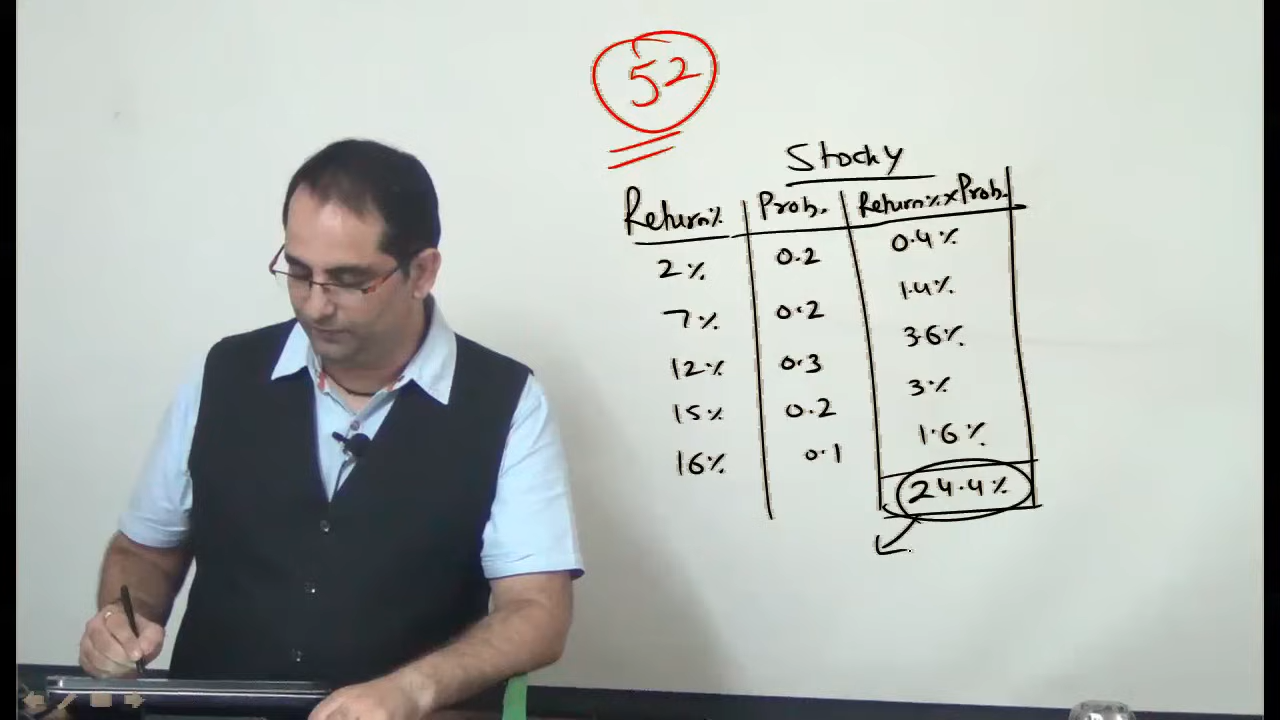 52
Stock Y
Return% Prob. Return%xProb.
2% 0.2 0.4%
7% 0.2 1.4%
12% 0.3 3.6%
15% 0.2 3%
16% 0.1 1.6%
24.4%